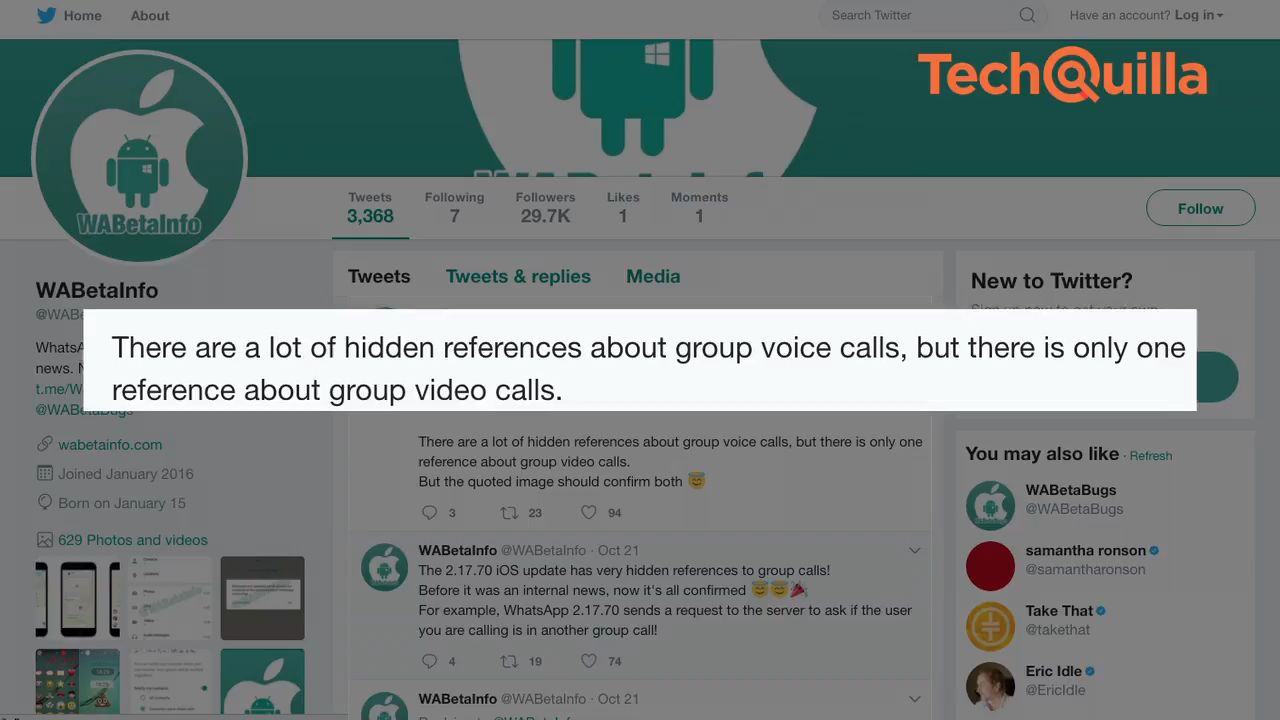 Home
About
Search Twitter
Have an account? Log in
TechQuilla
WABetaInfo
Tweets
3,368
Following
7
Followers
29.7K
Likes
1
Moments
1
Follow
WABetaInfo
@WABe
WhatsA
news. N
t.me/W
@WABetaBugs
wabetainfo.com
Joined January 2016
Born on January 15
629 Photos and videos
Tweets
Tweets & replies
Media
There are a lot of hidden references about group voice calls, but there is only one
reference about group video calls.
There are a lot of hidden references about group voice calls, but there is only one
reference about group video calls.
But the quoted image should confirm both 😇
3
23
94
WABetaInfo @WABetaInfo · Oct 21
The 2.17.70 iOS update has very hidden references to group calls!
Before it was an internal news, now it's all confirmed 😇😇🎉
For example, WhatsApp 2.17.70 sends a request to the server to ask if the user
you are calling is in another group call!
4
19
74
WABetaInfo @WABetaInfo · Oct 21
New to Twitter?
You may also like · Refresh
WABetaBugs
@WABetaBugs
samantha ronson
@samantharonson
Take That
@takethat
Eric Idle
@EricIdle